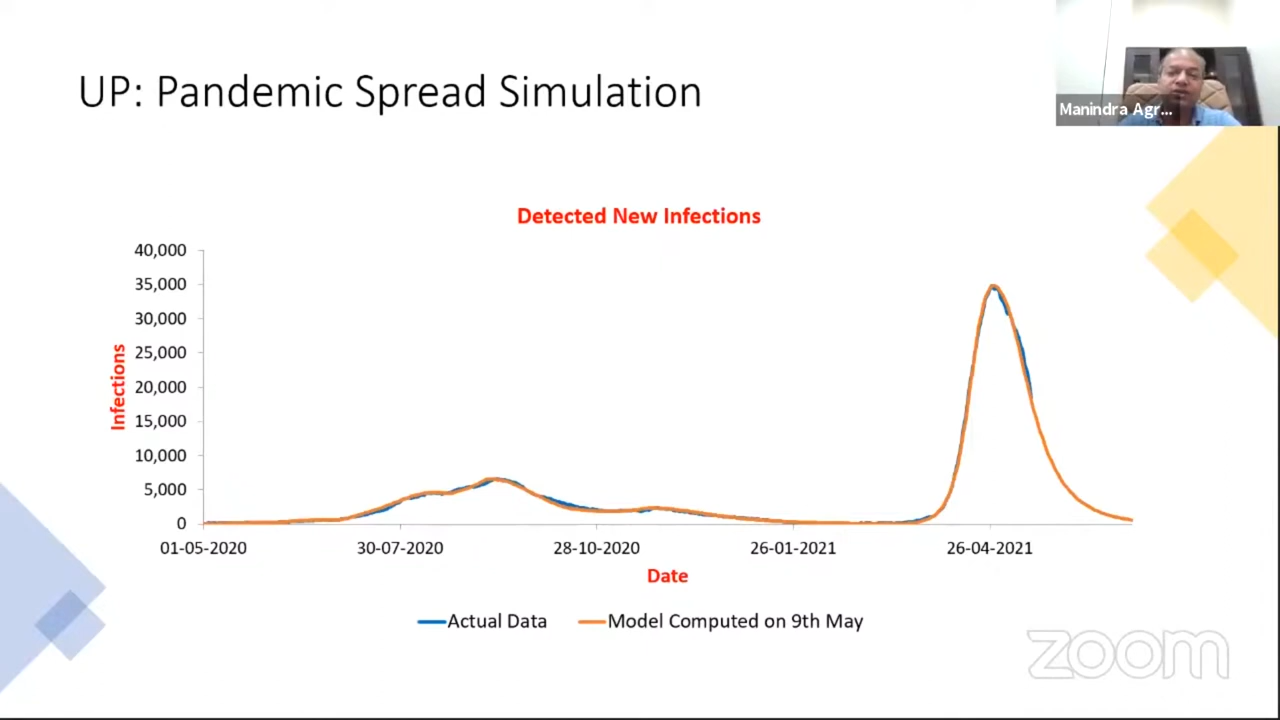 UP: Pandemic Spread Simulation
Manindra Agr...
Detected New Infections
40,000
35,000
30,000
25,000
20,000
15,000
10,000
5,000
0
Infections
01-05-2020 30-07-2020 28-10-2020 26-01-2021 26-04-2021
Date
Actual Data Model Computed on 9th May
zoom